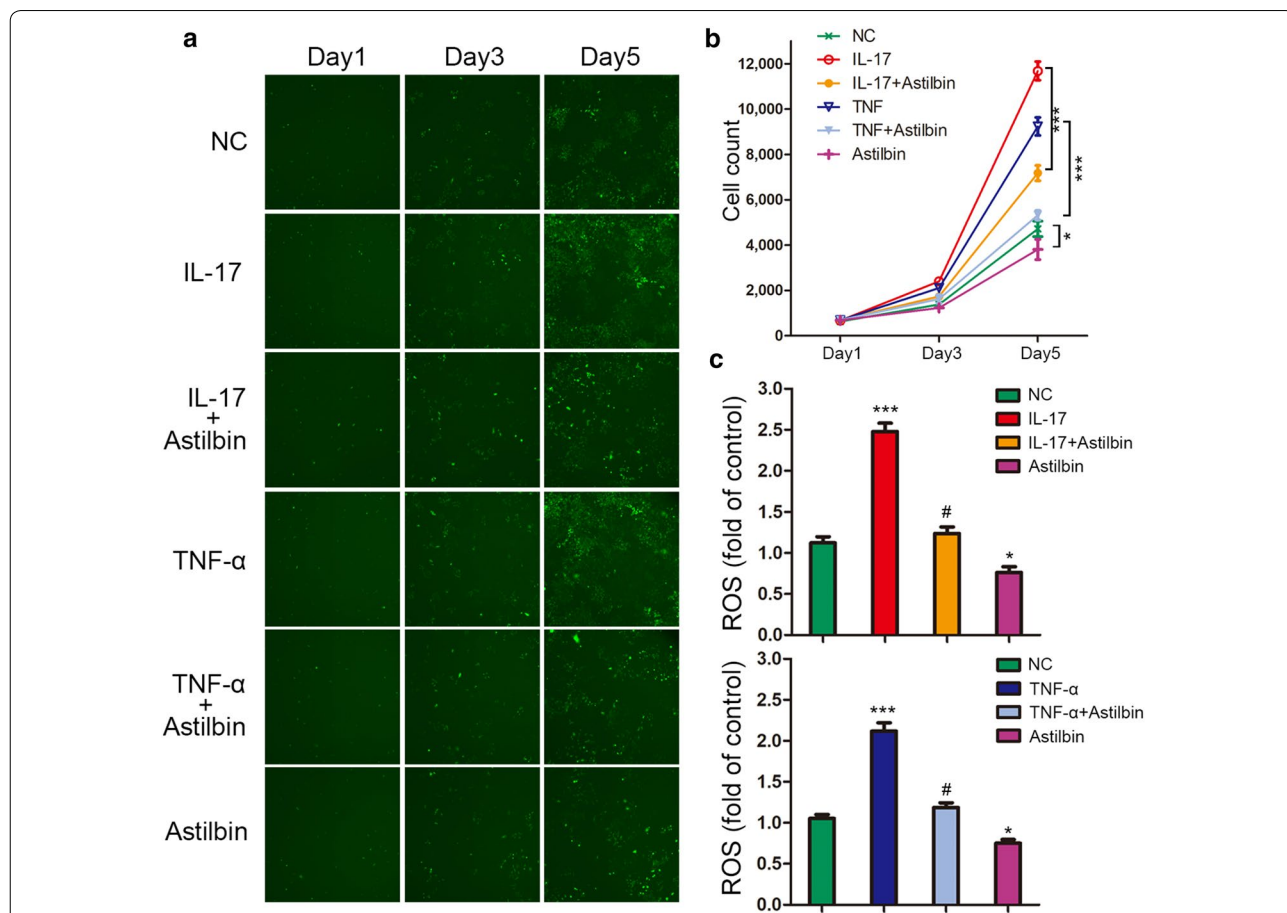 a
Day1 Day3 Day5
NC
IL-17
IL-17
+
Astilbin
TNF-α
TNF-α
+
Astilbin
Astilbin
b
NC
IL-17
IL-17+Astilbin
TNF
TNF+Astilbin
Astilbin
Cell count
12,000
10,000
8,000
6,000
4,000
2,000
0
Day1 Day3 Day5
***
***
*
c
ROS (fold of control)
3.0
2.5
2.0
1.5
1.0
0.5
0.0
***
#
*
NC
IL-17
IL-17+Astilbin
Astilbin
ROS (fold of control)
3.0
2.5
2.0
1.5
1.0
0.5
0.0
***
#
*
NC
TNF-α
TNF-α+Astilbin
Astilbin